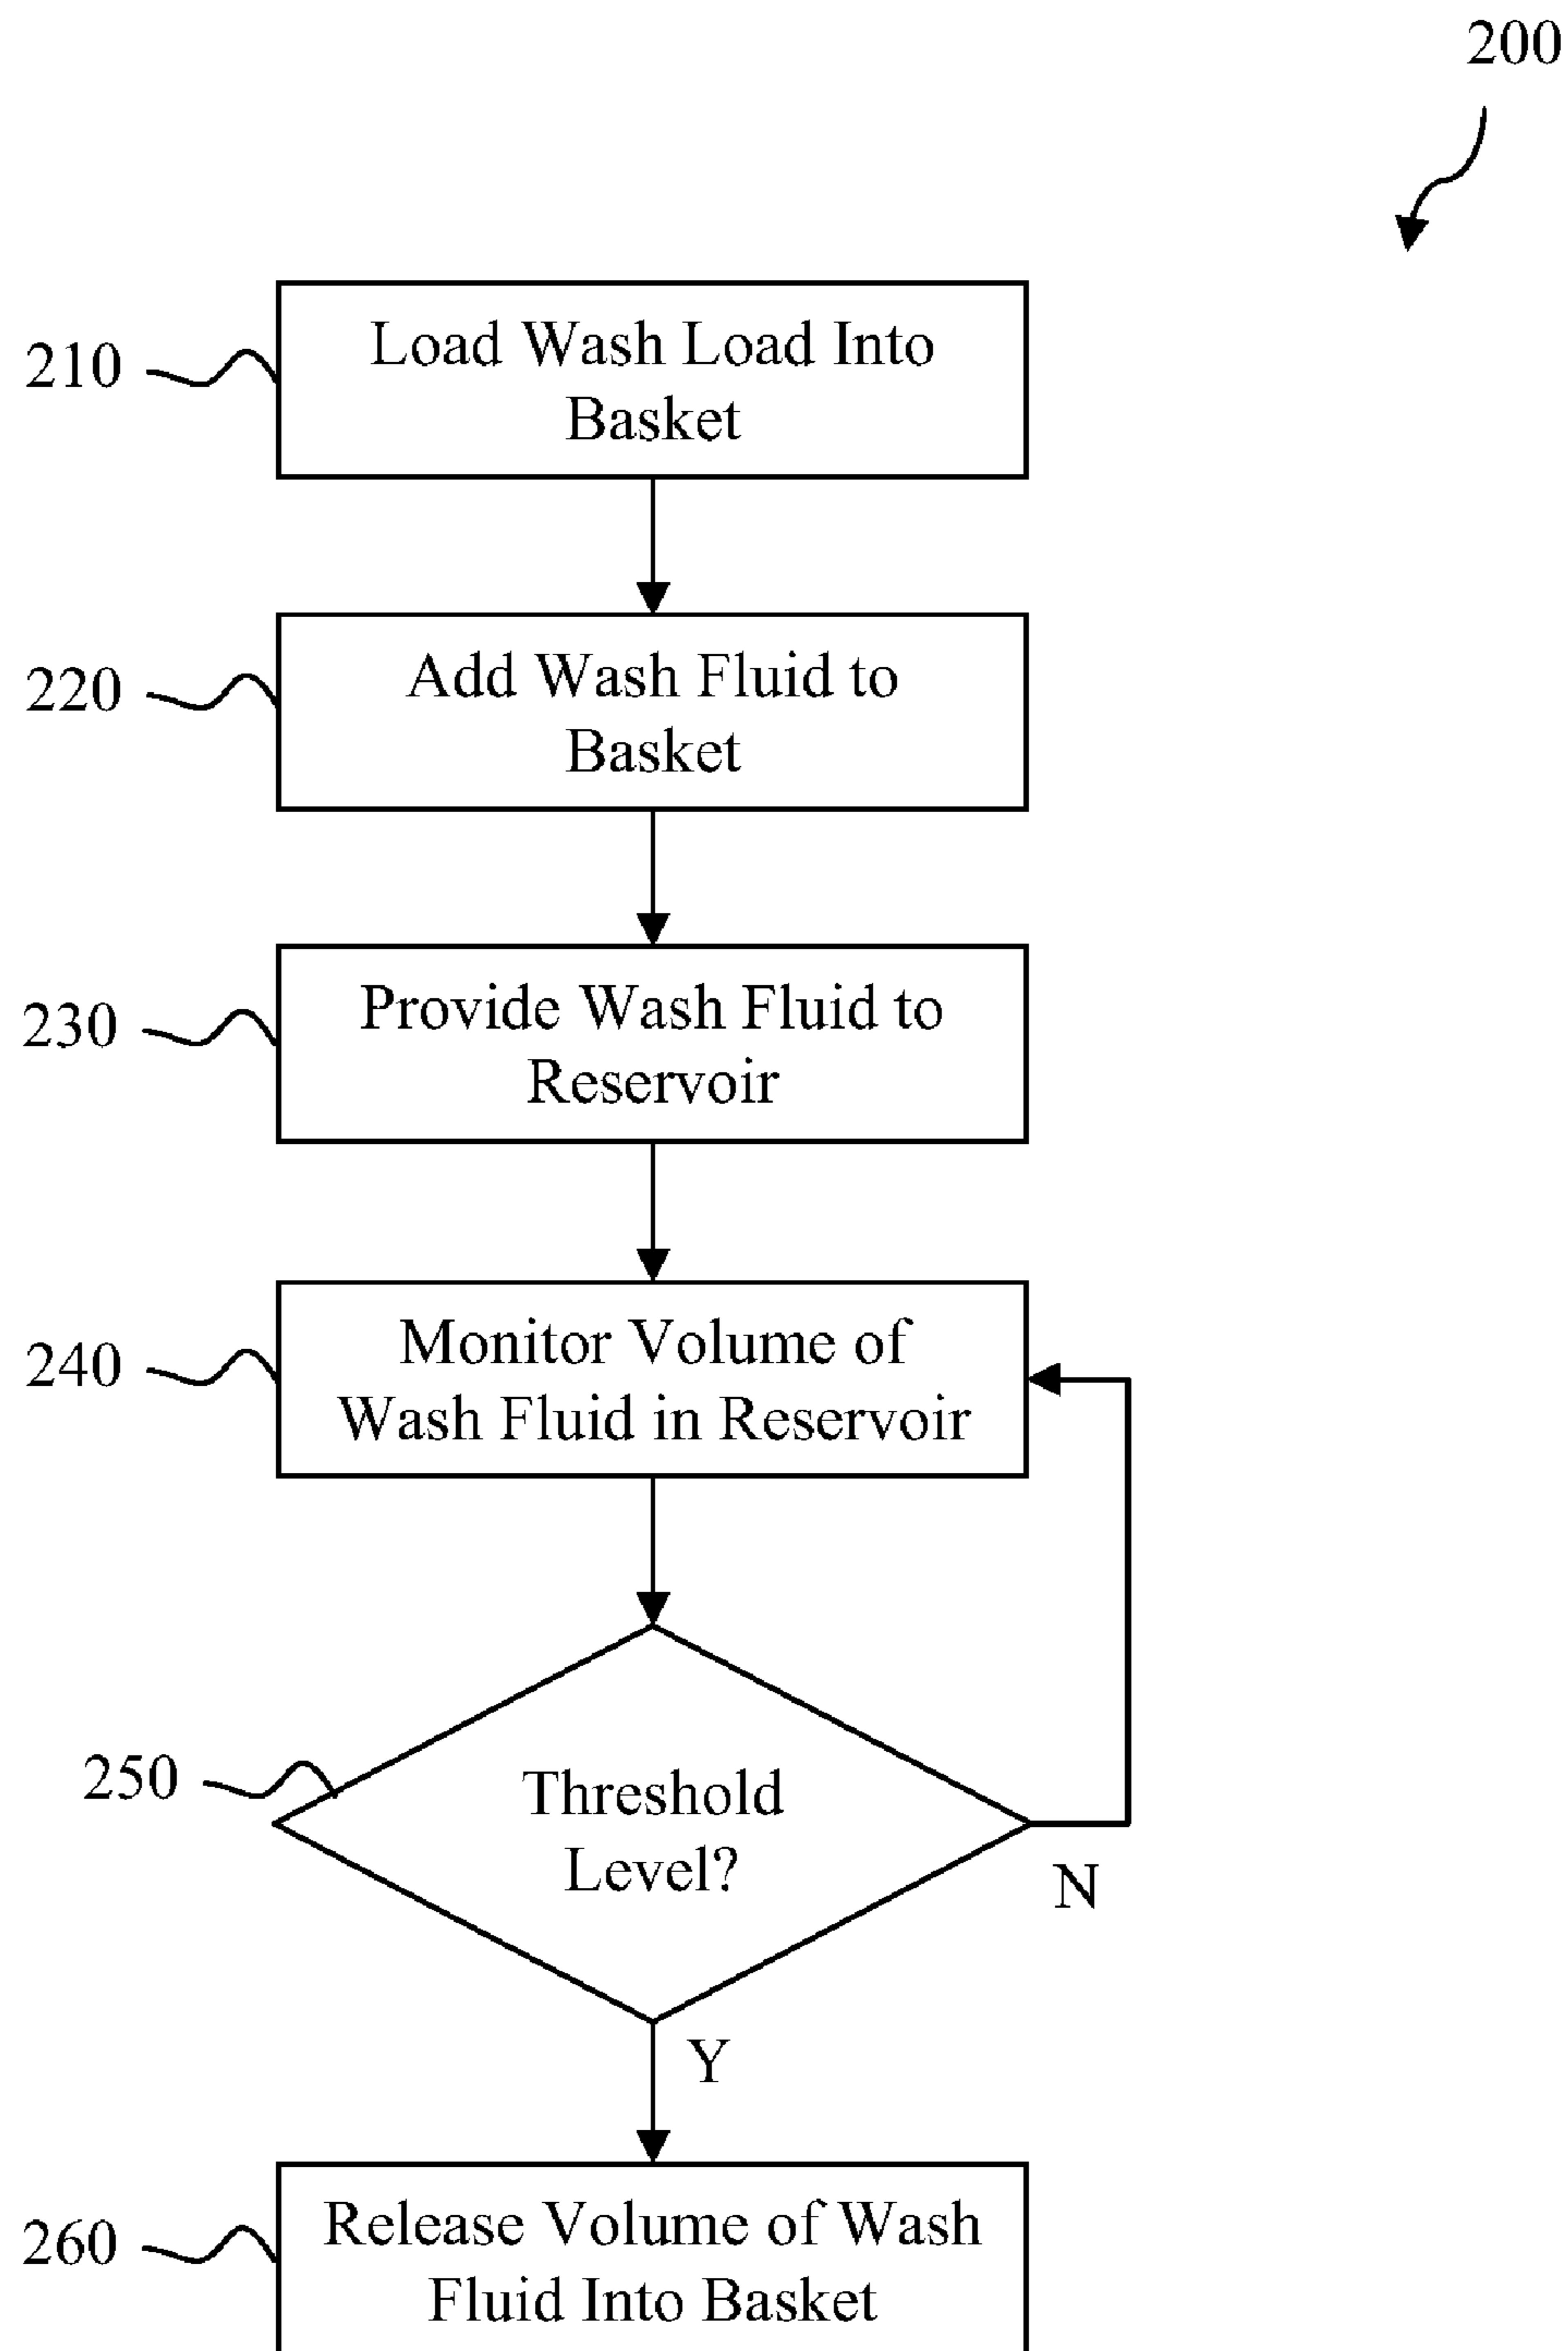 200
210
Load Wash Load Into
Basket
220
Add Wash Fluid to
Basket
230
Provide Wash Fluid to
Reservoir
240
Monitor Volume of
Wash Fluid in Reservoir
250
Threshold
Level?
N
Y
260
Release Volume of Wash
Fluid Into Basket